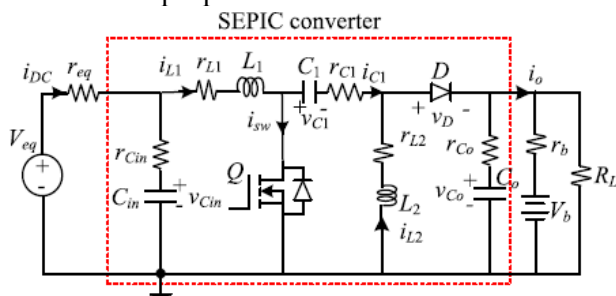 SEPIC converter
i_DC r_eq i_L1 r_L1 L_1 C_1 r_C1 i_C1 D i_o
v_C1 v_D
i_sw
V_eq r_Cin r_L2 r_Co r_b R_L
C_in v_Cin Q L_2 v_Co C_o V_b
i_L2